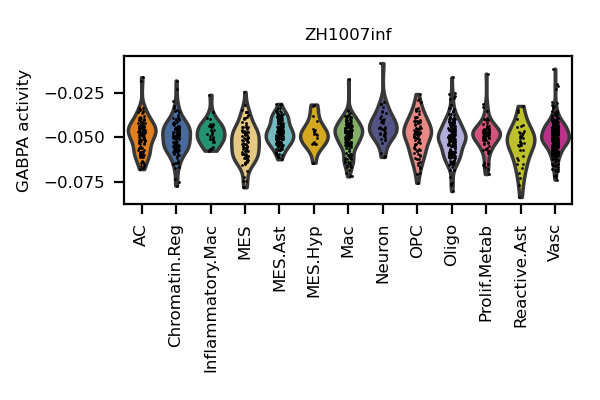 ZH1007inf
GABPA activity
−0.025
−0.050
−0.075
AC
Chromatin.Reg
Inflammatory.Mac
MES
MES.Ast
MES.Hyp
Mac
Neuron
OPC
Oligo
Prolif.Metab
Reactive.Ast
Vasc